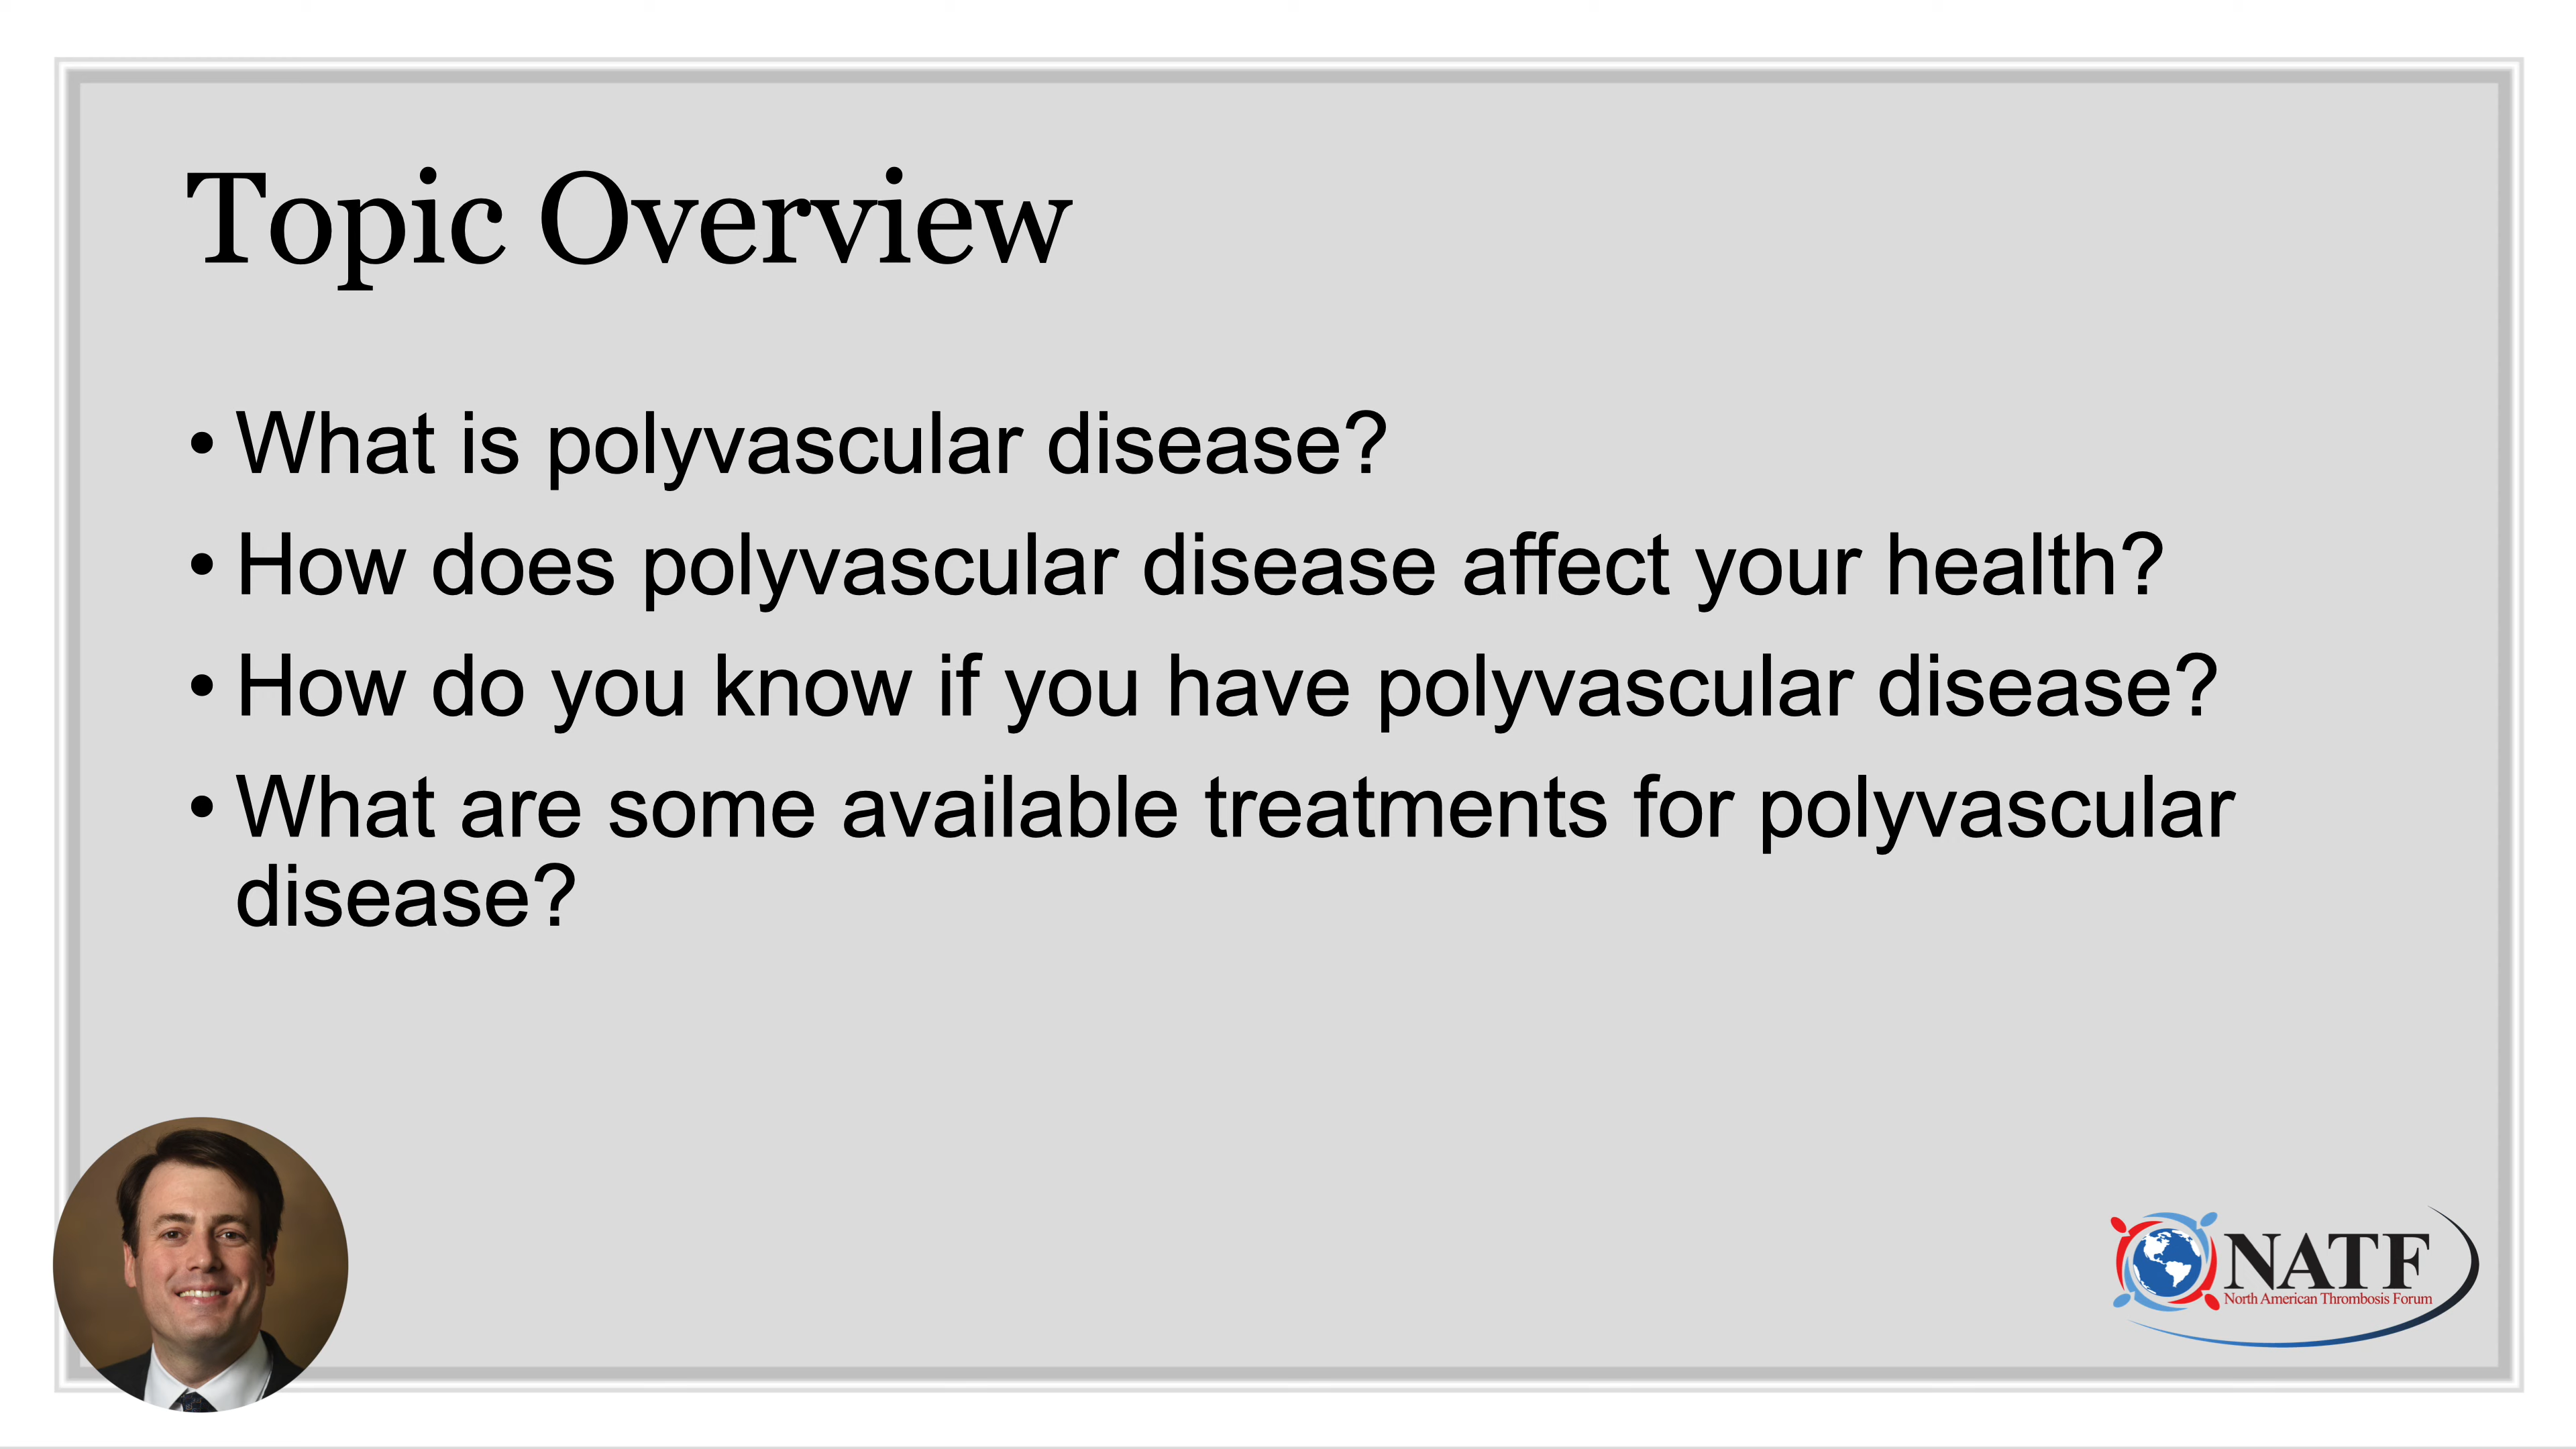 Topic Overview
• What is polyvascular disease?
• How does polyvascular disease affect your health?
• How do you know if you have polyvascular disease?
• What are some available treatments for polyvascular
disease?
NATF
North American Thrombosis Forum